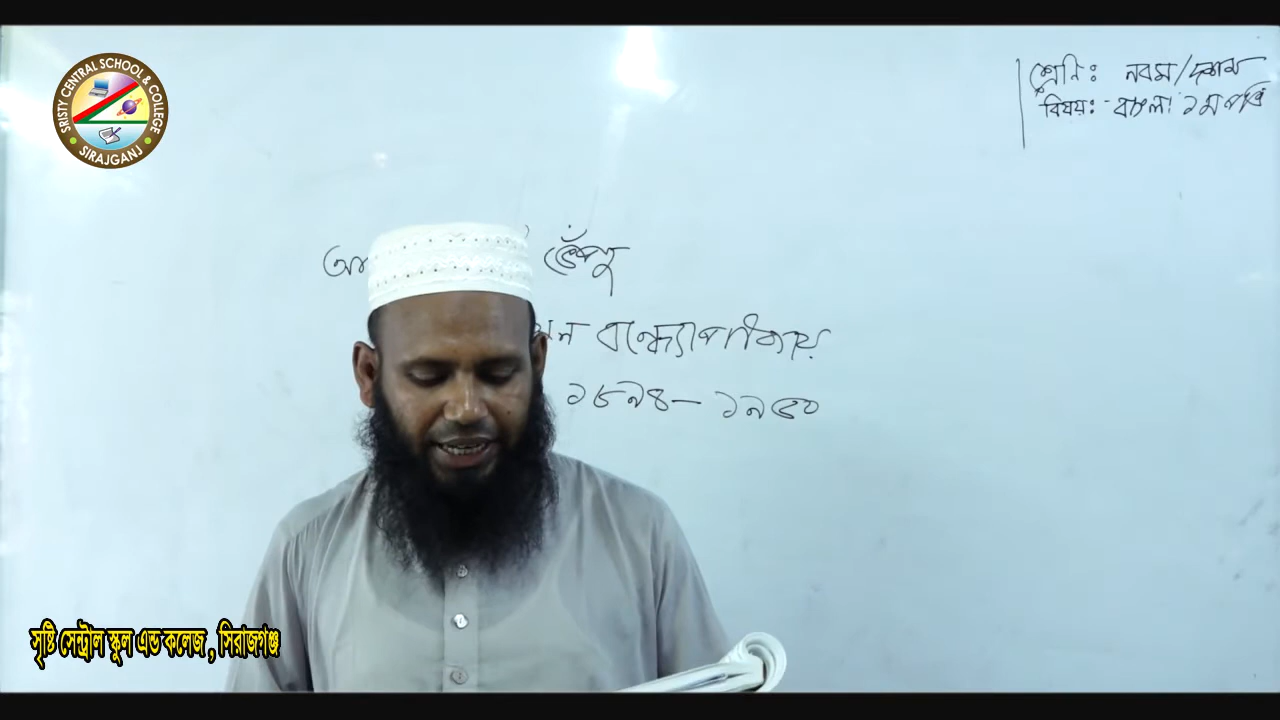 SRISTY CENTRAL SCHOOL & COLLEGE
SIRAJGANJ
শ্রেণি: নবম/দশম
বিষয়: বাংলা ১ম পত্র
ভেঁপু
বন্দ্যোপাধ্যায়
১৮৯৪ - ১৯৫০
সৃষ্টি সেন্ট্রাল স্কুল এন্ড কলেজ, সিরাজগঞ্জ